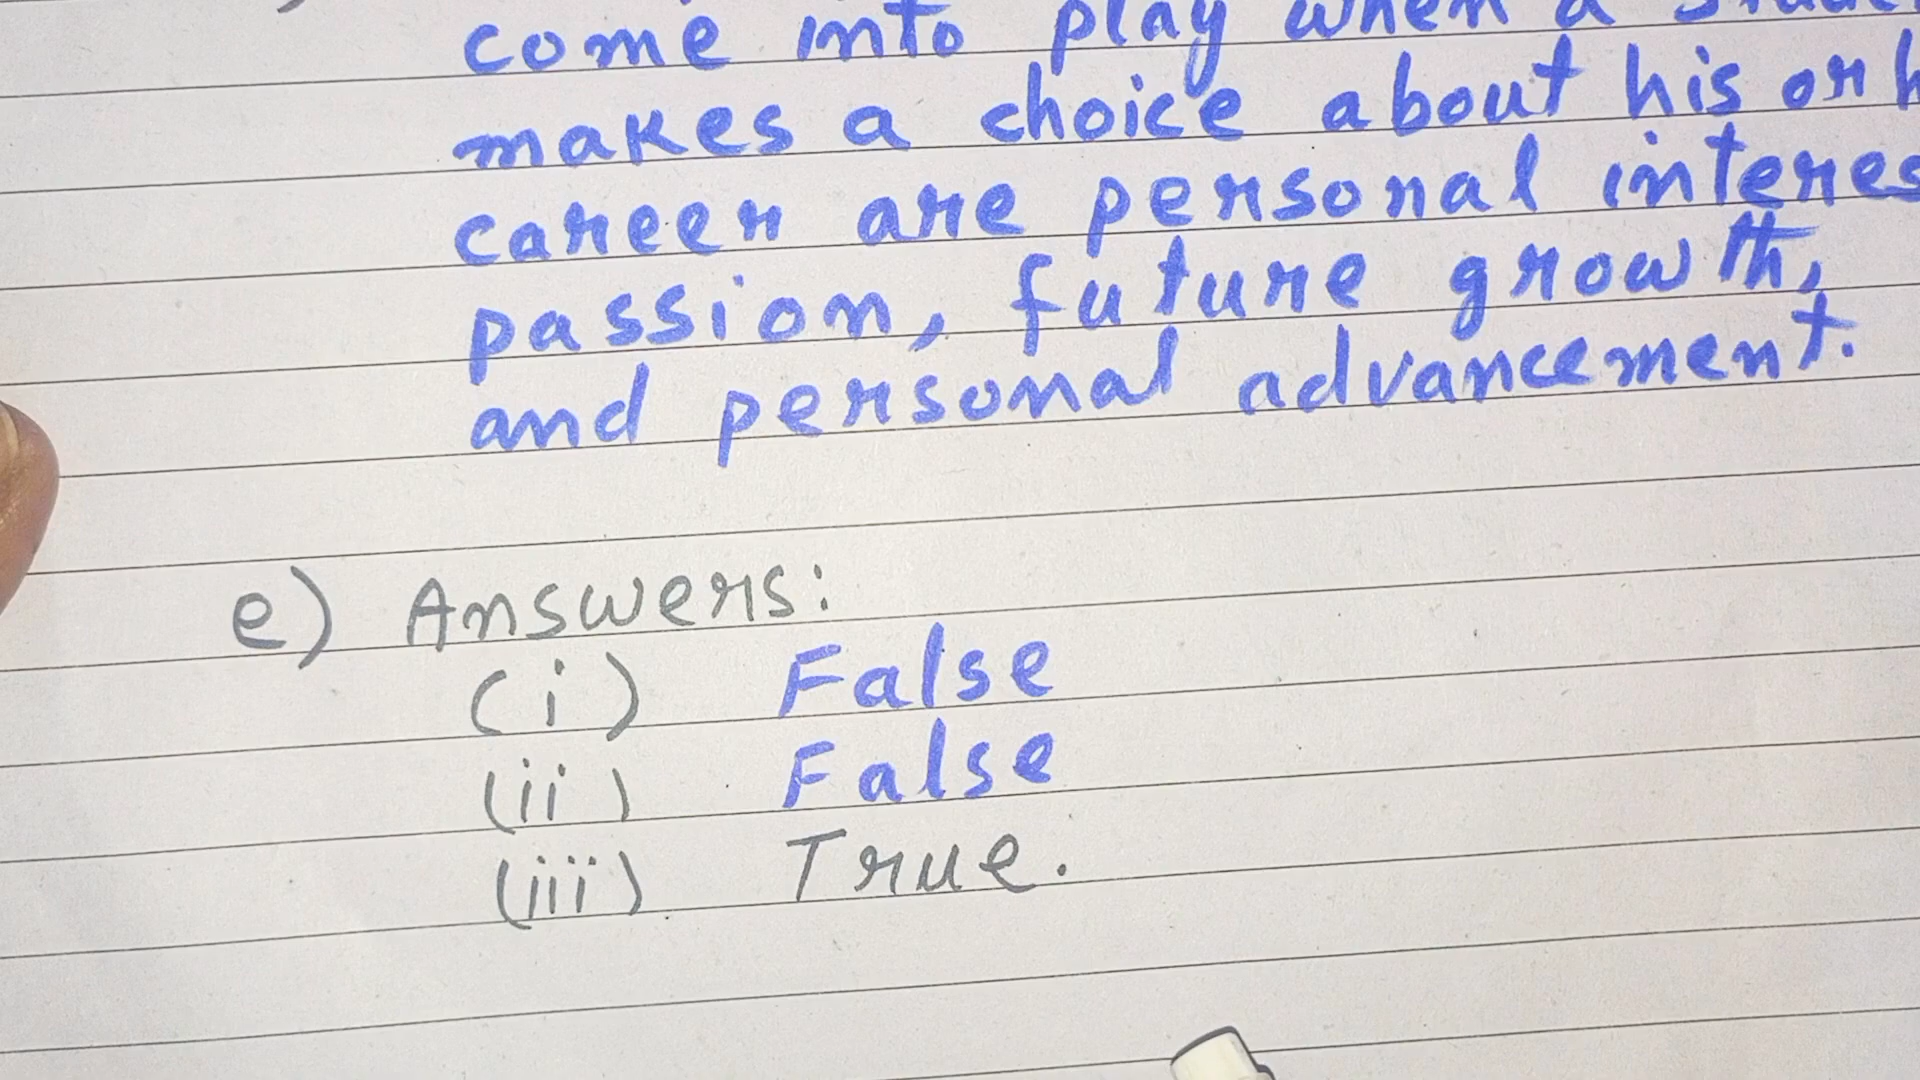 come into play when a
makes a choice about his or
career are personal
passion, future growth,
and personal advancement.
e) Answers:
(i) False
(ii) False
(iii) True.